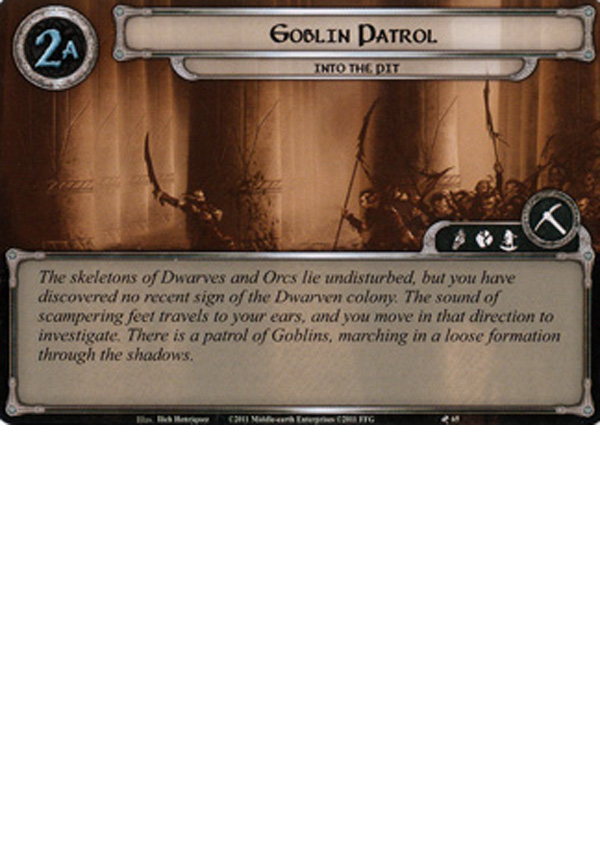 2A
GOBLIN PATROL
INTO THE PIT
The skeletons of Dwarves and Orcs lie undisturbed, but you have
discovered no recent sign of the Dwarven colony. The sound of
scampering feet travels to your ears, and you move in that direction to
investigate. There is a patrol of Goblins, marching in a loose formation
through the shadows.
Illus. Rich Hétriquez ©2011 Middle-earth Enterprises ©2011 FFG 65